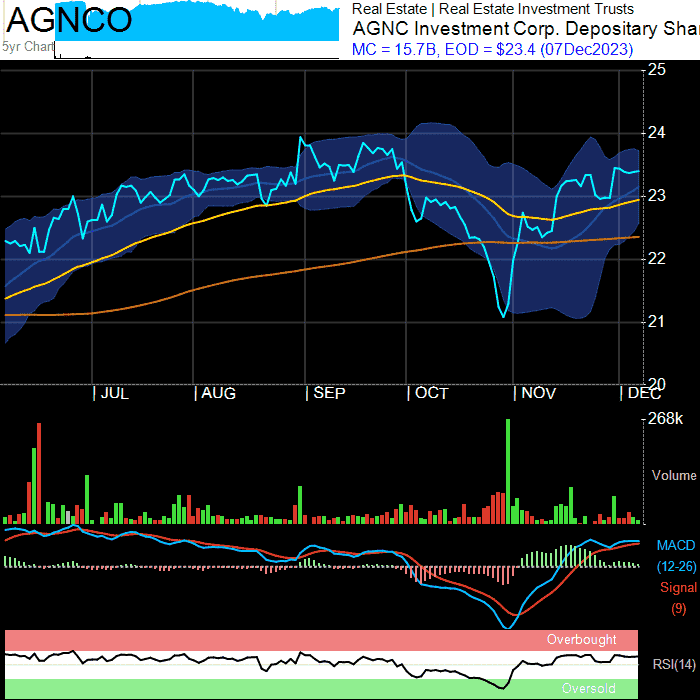 AGNCO
5yr Chart
Real Estate | Real Estate Investment Trusts
AGNC Investment Corp. Depositary Shar
MC = 15.7B, EOD = $23.4 (07Dec2023)
25
24
23
22
21
20
JUL AUG SEP OCT NOV DEC
268k
Volume
MACD
(12-26)
Signal
(9)
Overbought
RSI(14)
Oversold